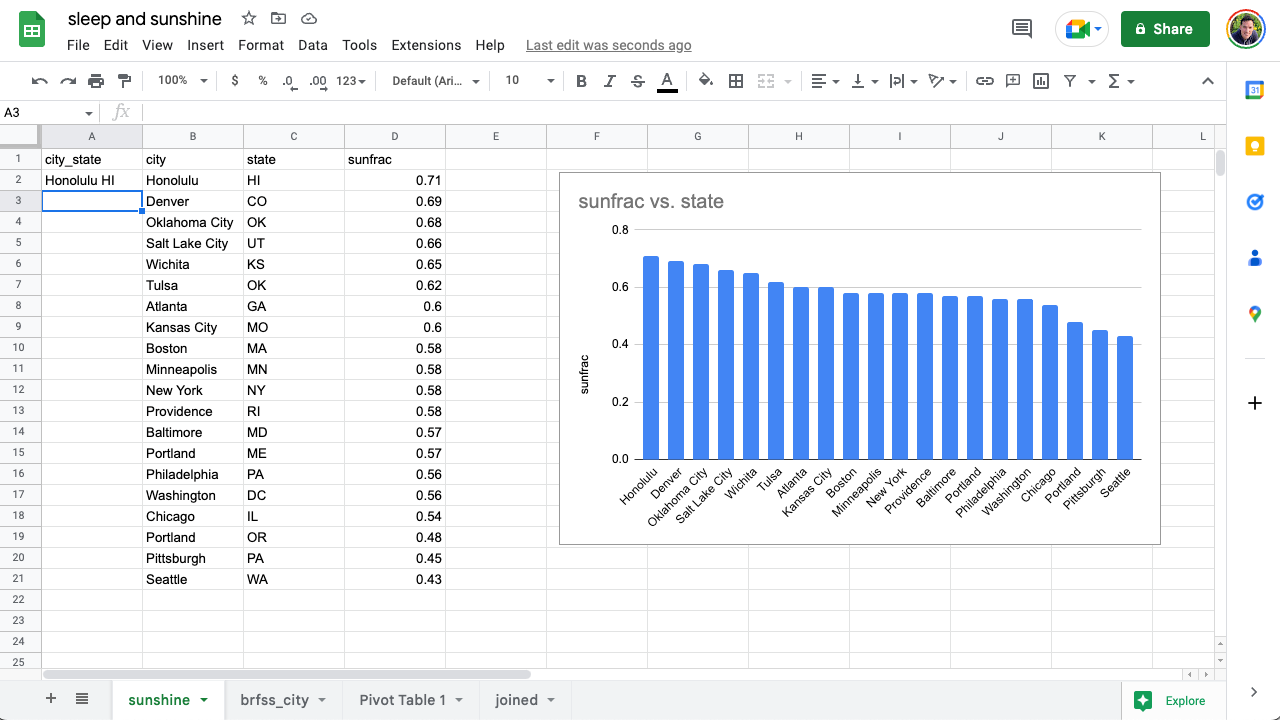 sleep and sunshine
File Edit View Insert Format Data Tools Extensions Help Last edit was seconds ago
Share
100% $ % .0 .00 123 Default (Ari... 10 B I S A
31
A3 fx
A B C D E F G H I J K L
1 city_state city state sunfrac
2 Honolulu HI Honolulu HI 0.71
3 Denver CO 0.69
4 Oklahoma City OK 0.68
5 Salt Lake City UT 0.66
6 Wichita KS 0.65
7 Tulsa OK 0.62
8 Atlanta GA 0.6
9 Kansas City MO 0.6
10 Boston MA 0.58
11 Minneapolis MN 0.58
12 New York NY 0.58
13 Providence RI 0.58
14 Baltimore MD 0.57
15 Portland ME 0.57
16 Philadelphia PA 0.56
17 Washington DC 0.56
18 Chicago IL 0.54
19 Portland OR 0.48
20 Pittsburgh PA 0.45
21 Seattle WA 0.43
22
23
24
25
sunfrac vs. state
0.8
0.6
0.4
0.2
0.0
sunfrac
Honolulu
Denver
Oklahoma City
Salt Lake City
Wichita
Tulsa
Atlanta
Kansas City
Boston
Minneapolis
New York
Providence
Baltimore
Portland
Philadelphia
Washington
Chicago
Portland
Pittsburgh
Seattle
sunshine brfss_city Pivot Table 1 joined Explore